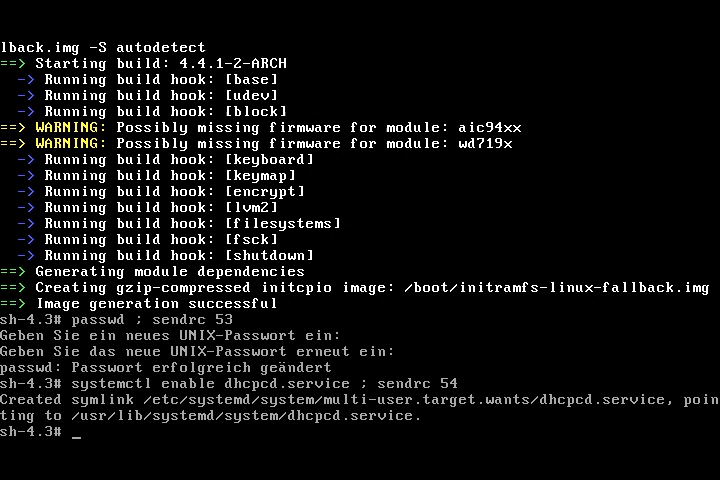 lback.img -S autodetect
==> Starting build: 4.4.1-2-ARCH
  -> Running build hook: [base]
  -> Running build hook: [udev]
  -> Running build hook: [block]
==> WARNING: Possibly missing firmware for module: aic94xx
==> WARNING: Possibly missing firmware for module: wd719x
  -> Running build hook: [keyboard]
  -> Running build hook: [keymap]
  -> Running build hook: [encrypt]
  -> Running build hook: [lvm2]
  -> Running build hook: [filesystems]
  -> Running build hook: [fsck]
  -> Running build hook: [shutdown]
==> Generating module dependencies
==> Creating gzip-compressed initcpio image: /boot/initramfs-linux-fallback.img
==> Image generation successful
sh-4.3# passwd ; sendrc 53
Geben Sie ein neues UNIX-Passwort ein:
Geben Sie das neue UNIX-Passwort erneut ein:
passwd: Passwort erfolgreich geändert
sh-4.3# systemctl enable dhcpcd.service ; sendrc 54
Created symlink /etc/systemd/system/multi-user.target.wants/dhcpcd.service, poin
ting to /usr/lib/systemd/system/dhcpcd.service.
sh-4.3# _